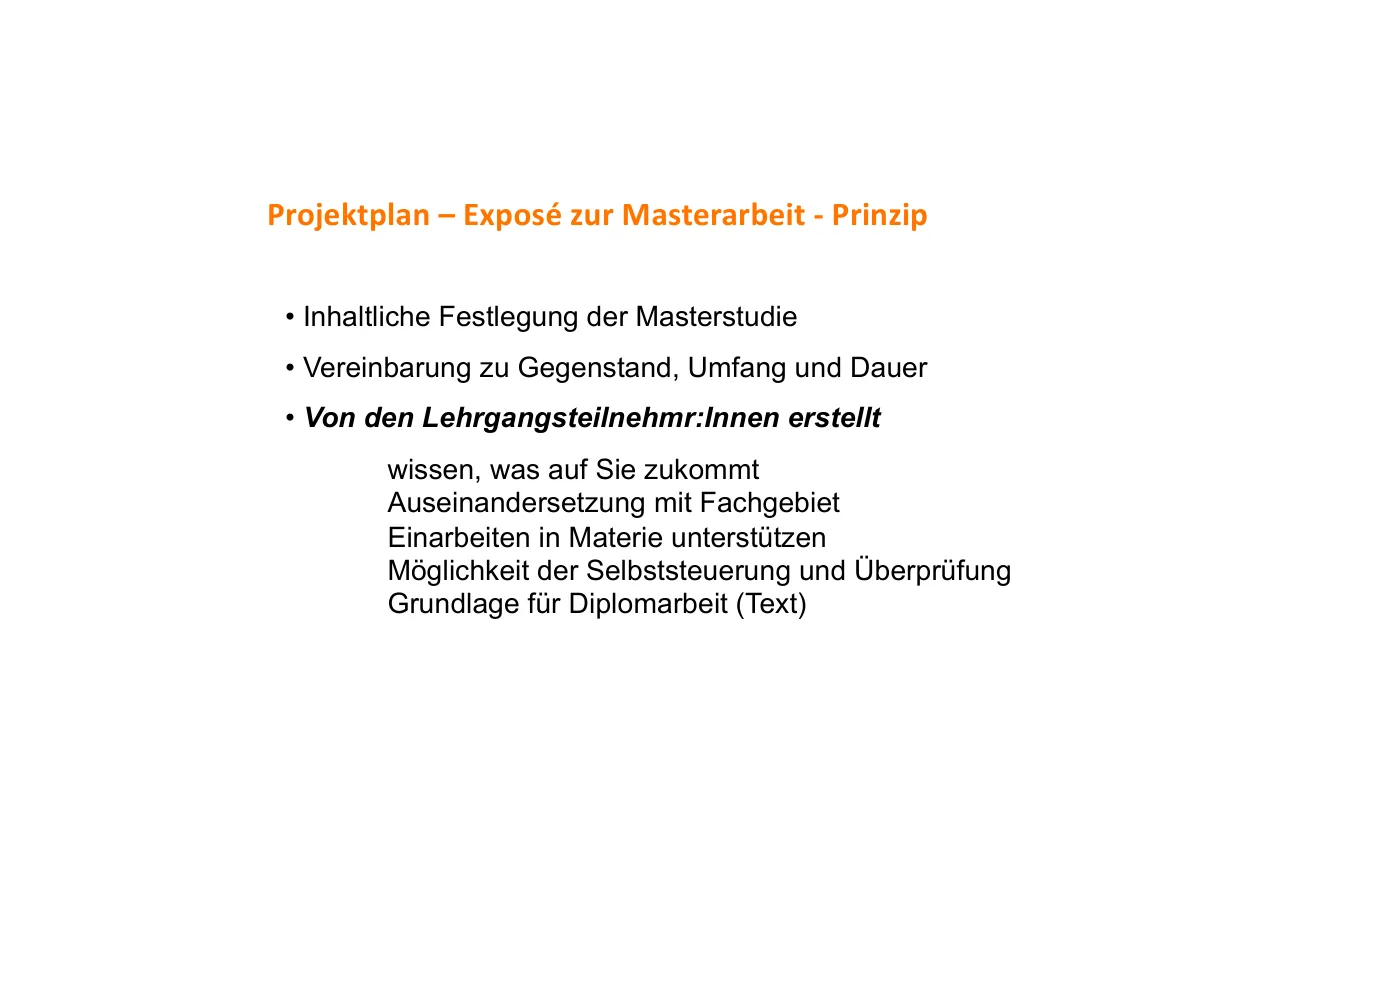 Projektplan – Exposé zur Masterarbeit - Prinzip
• Inhaltliche Festlegung der Masterstudie
• Vereinbarung zu Gegenstand, Umfang und Dauer
• Von den Lehrgangsteilnehmr:Innen erstellt
wissen, was auf Sie zukommt
Auseinandersetzung mit Fachgebiet
Einarbeiten in Materie unterstützen
Möglichkeit der Selbststeuerung und Überprüfung
Grundlage für Diplomarbeit (Text)